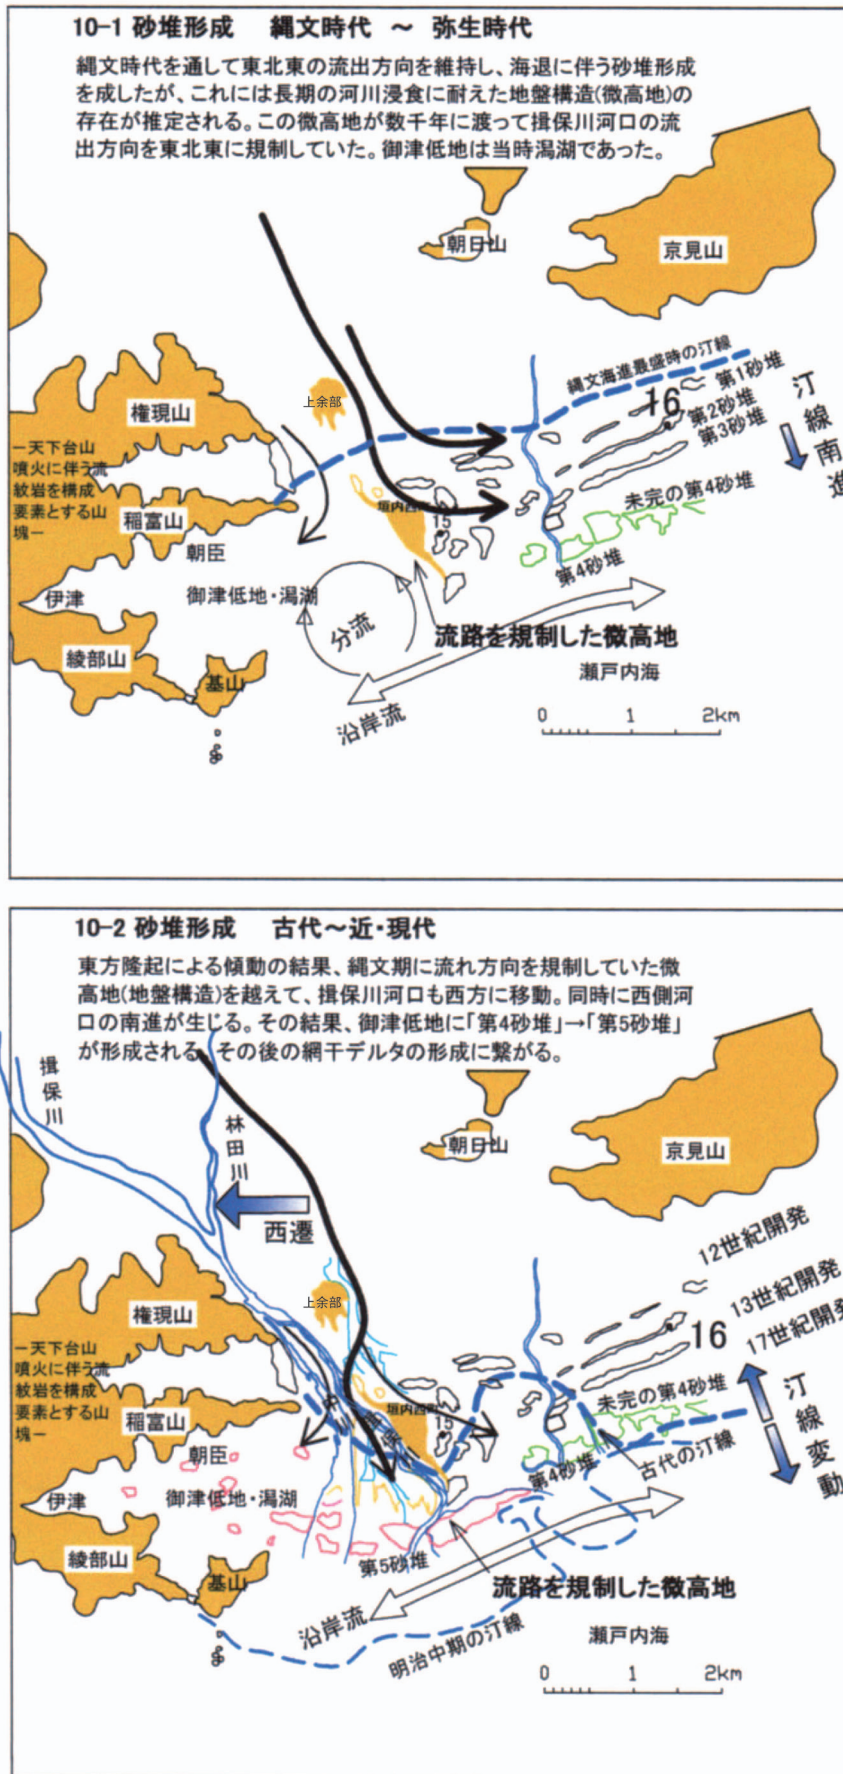 10-1 砂堆形成　縄文時代 ～ 弥生時代
縄文時代を通して東北東の流出方向を維持し、海退に伴う砂堆形成
を成したが、これには長期の河川浸食に耐えた地盤構造(微高地)の
存在が推定される。この微高地が数千年に渡って揖保川河口の流
出方向を東北東に規制していた。御津低地は当時潟湖であった。
朝日山
京見山
縄文海進最盛時の汀線
第1砂堆
16
第2砂堆
第3砂堆
汀線南進
上余部
権現山
－天下台山
噴火に伴う流
紋岩を構成
要素とする山
塊－
稲富山
垣内西町
15
未完の第4砂堆
朝臣
第4砂堆
伊津
御津低地・潟湖
分流
流路を規制した微高地
綾部山
基山
瀬戸内海
沿岸流
0 1 2km
10-2 砂堆形成　古代～近・現代
東方隆起による傾動の結果、縄文期に流れ方向を規制していた微
高地(地盤構造)を越えて、揖保川河口も西方に移動。同時に西側河
口の南進が生じる。その結果、御津低地に「第4砂堆」→「第5砂堆」
が形成される。その後の網干デルタの形成に繋がる。
揖保川
林田川
朝日山
京見山
西遷
12世紀開発
13世紀開発
16
17世紀開発
上余部
権現山
－天下台山
噴火に伴う流
紋岩を構成
要素とする山
塊－
稲富山
垣内西町
15
未完の第4砂堆
汀線変動
朝臣
第4砂堆
古代の汀線
伊津
御津低地・潟湖
第5砂堆
流路を規制した微高地
綾部山
基山
沿岸流
明治中期の汀線
瀬戸内海
0 1 2km